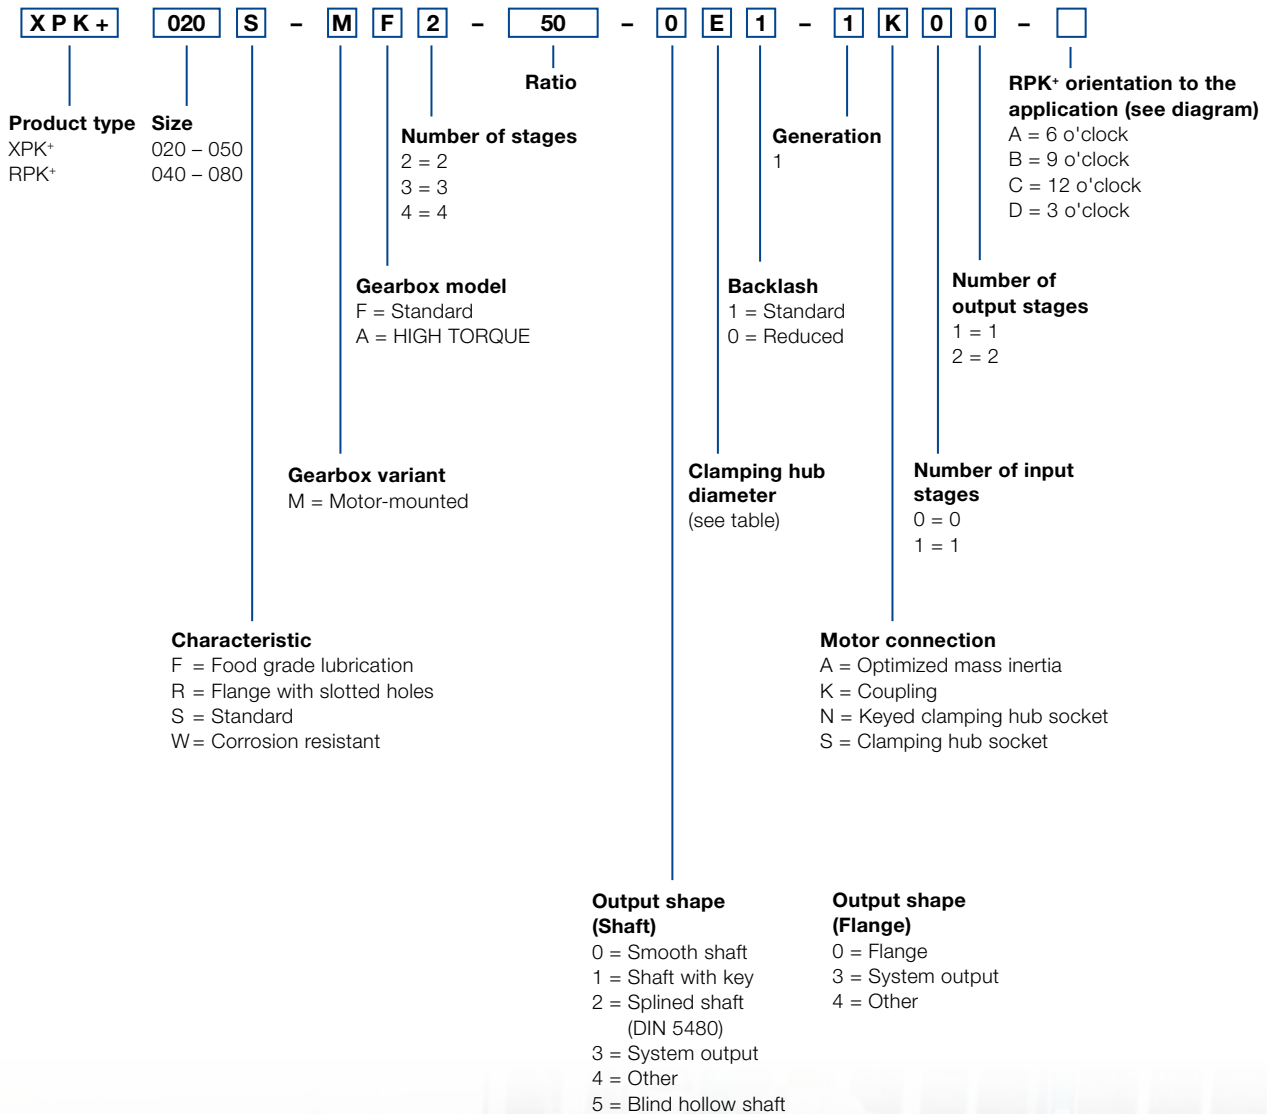 XPK+ 020 S – M F 2 – 50 – 0 E 1 – 1 K 0 0 –
Product type
XPK+
RPK+
Size
020 – 050
040 – 080
Ratio
Number of stages
2 = 2
3 = 3
4 = 4
Generation
1
RPK+ orientation to the
application (see diagram)
A = 6 o'clock
B = 9 o'clock
C = 12 o'clock
D = 3 o'clock
Gearbox model
F = Standard
A = HIGH TORQUE
Backlash
1 = Standard
0 = Reduced
Number of
output stages
1 = 1
2 = 2
Gearbox variant
M = Motor-mounted
Clamping hub
diameter
(see table)
Number of input
stages
0 = 0
1 = 1
Characteristic
F = Food grade lubrication
R = Flange with slotted holes
S = Standard
W = Corrosion resistant
Motor connection
A = Optimized mass inertia
K = Coupling
N = Keyed clamping hub socket
S = Clamping hub socket
Output shape
(Shaft)
0 = Smooth shaft
1 = Shaft with key
2 = Splined shaft
(DIN 5480)
3 = System output
4 = Other
5 = Blind hollow shaft
Output shape
(Flange)
0 = Flange
3 = System output
4 = Other